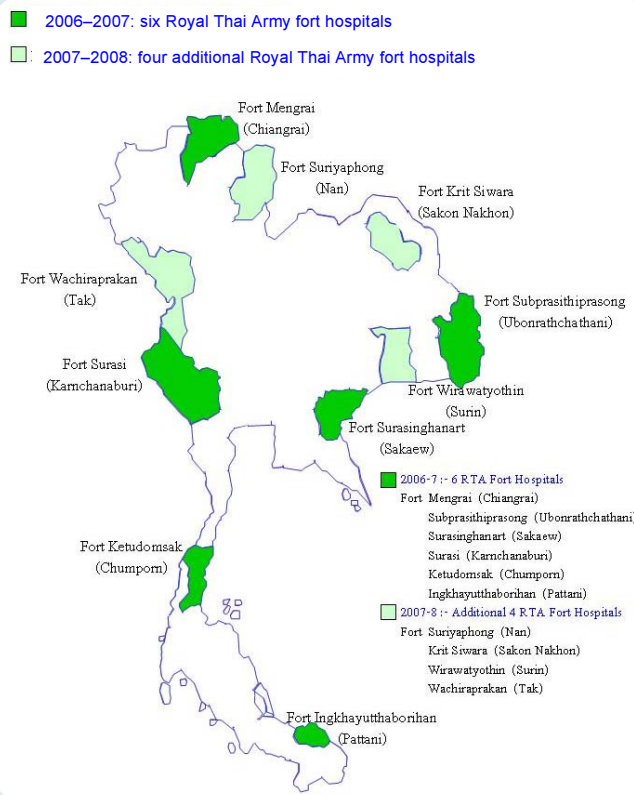 2006–2007: six Royal Thai Army fort hospitals
2007–2008: four additional Royal Thai Army fort hospitals
Fort Mengrai
(Chiangrai)
Fort Suriyaphong
(Nan)
Fort Krit Siwara
(Sakon Nakhon)
Fort Wachiraprakan
(Tak)
Fort Subprasithiprasong
(Ubonrathchathani)
Fort Surasi
(Karnchanaburi)
Fort Wirawatyothin
(Surin)
Fort Surasinghanart
(Sakaew)
2006-7 :- 6 RTA Fort Hospitals
Fort Mengrai (Chiangrai)
Subprasithiprasong (Ubonrathchathani)
Surasinghanart (Sakaew)
Surasi (Karnchanaburi)
Ketudomsak (Chumporn)
Ingkhayutthaborihan (Pattani)
2007-8 :- Additional 4 RTA Fort Hospitals
Fort Suriyaphong (Nan)
Krit Siwara (Sakon Nakhon)
Wirawatyothin (Surin)
Wachiraprakan (Tak)
Fort Ketudomsak
(Chumporn)
Fort Ingkhayutthaborihan
(Pattani)